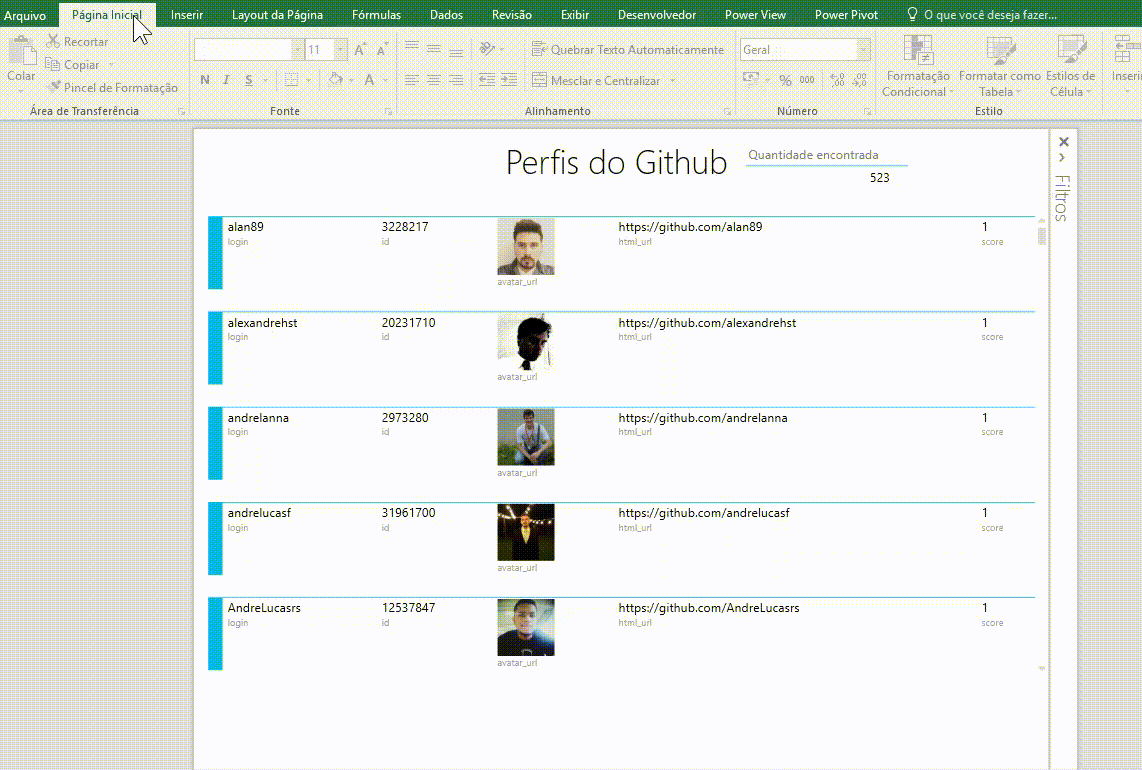 Arquivo Página Inicial Inserir Layout da Página Fórmulas Dados Revisão Exibir Desenvolvedor Power View Power Pivot O que você deseja fazer...
Colar
Recortar
Copiar
Pincel de Formatação
Área de Transferência
11 A A
N I S A
Fonte
Quebrar Texto Automaticamente
Mesclar e Centralizar
Alinhamento
Geral
% 000 ,00 ,00
Número
Formatação Condicional
Formatar como Tabela
Estilos de Célula
Estilo
Inseri
Perfis do Github
Quantidade encontrada
523
Filtros
alan89 3228217 https://github.com/alan89 1
login id html_url score
avatar_url
alexandrehst 20231710 https://github.com/alexandrehst 1
login id html_url score
avatar_url
andrelanna 2973280 https://github.com/andrelanna 1
login id html_url score
avatar_url
andrelucasf 31961700 https://github.com/andrelucasf 1
login id html_url score
avatar_url
AndreLucasrs 12537847 https://github.com/AndreLucasrs 1
login id html_url score
avatar_url